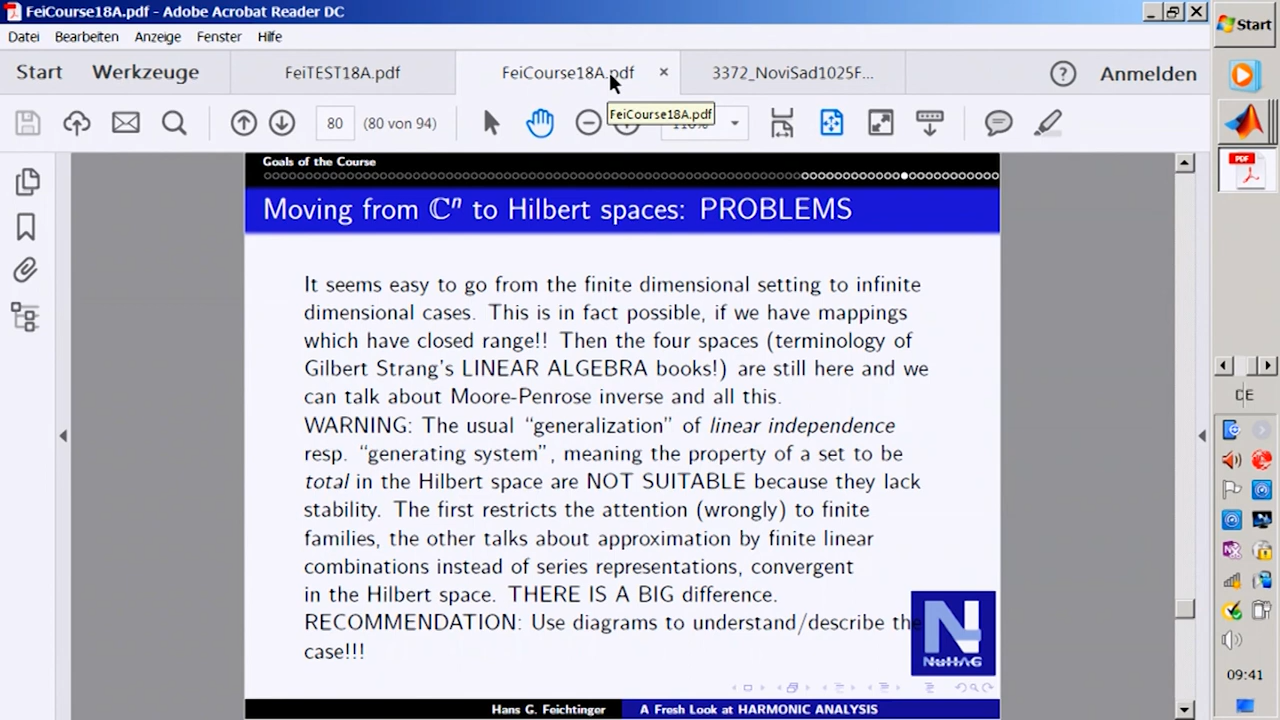 FeiCourse18A.pdf - Adobe Acrobat Reader DC
Datei Bearbeiten Anzeige Fenster Hilfe
Start Werkzeuge FeiTEST18A.pdf FeiCourse18A.pdf × 3372_NoviSad1025F... ? Anmelden
80 (80 von 94)
FeiCourse18A.pdf
Start
PDF
Goals of the Course
Moving from ℂⁿ to Hilbert spaces: PROBLEMS
It seems easy to go from the finite dimensional setting to infinite
dimensional cases. This is in fact possible, if we have mappings
which have closed range!! Then the four spaces (terminology of
Gilbert Strang's LINEAR ALGEBRA books!) are still here and we
can talk about Moore-Penrose inverse and all this.
WARNING: The usual "generalization" of linear independence
resp. "generating system", meaning the property of a set to be
total in the Hilbert space are NOT SUITABLE because they lack
stability. The first restricts the attention (wrongly) to finite
families, the other talks about approximation by finite linear
combinations instead of series representations, convergent
in the Hilbert space. THERE IS A BIG difference.
RECOMMENDATION: Use diagrams to understand/describe the
case!!!
N
NuHAG
Hans G. Feichtinger A Fresh Look at HARMONIC ANALYSIS
DE
09:41